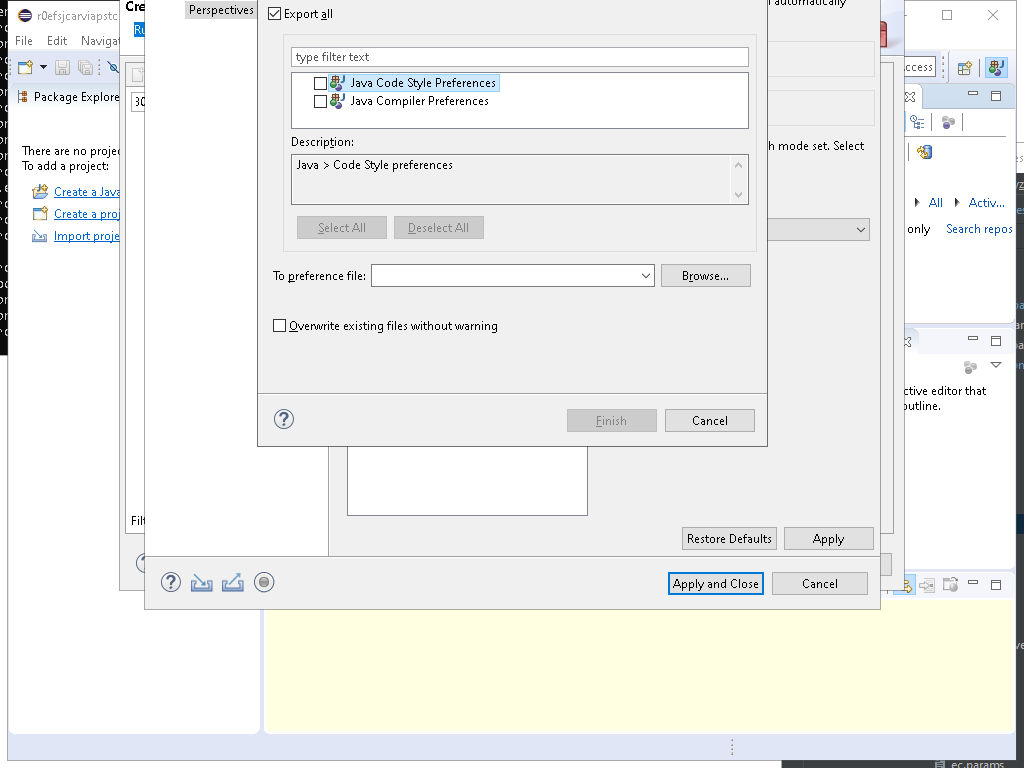 r0efsjcarviapstc
File Edit Navigat
Package Explore
There are no projec
To add a project:
Create a Java
Create a proj
Import proje
Cre
Ru
30
Filt
Perspectives
Export all
type filter text
Java Code Style Preferences
Java Compiler Preferences
Description:
Java > Code Style preferences
Select All
Deselect All
To preference file:
Browse...
Overwrite existing files without warning
Finish
Cancel
automatically
h mode set. Select
Restore Defaults
Apply
Apply and Close
Cancel
ccess
All
Activ...
only
Search repos
ctive editor that
outline.
ec.params